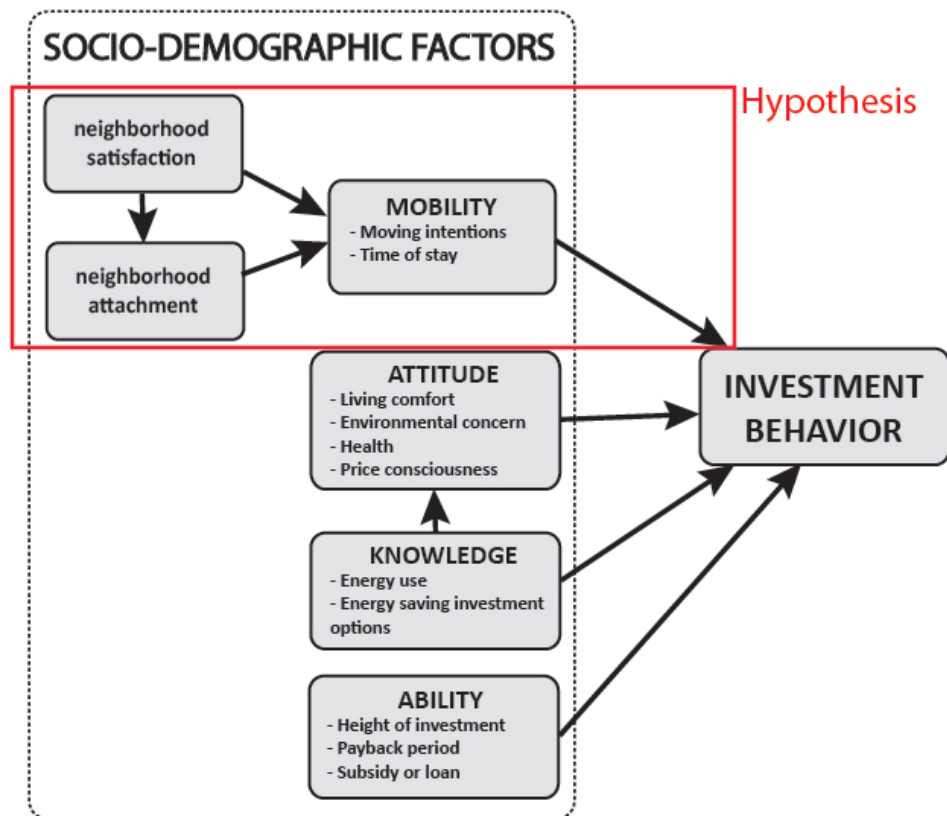 SOCIO-DEMOGRAPHIC FACTORS
Hypothesis
neighborhood
satisfaction
MOBILITY
- Moving intentions
- Time of stay
neighborhood
attachment
ATTITUDE
- Living comfort
- Environmental concern
- Health
- Price consciousness
INVESTMENT
BEHAVIOR
KNOWLEDGE
- Energy use
- Energy saving investment
options
ABILITY
- Height of investment
- Payback period
- Subsidy or loan